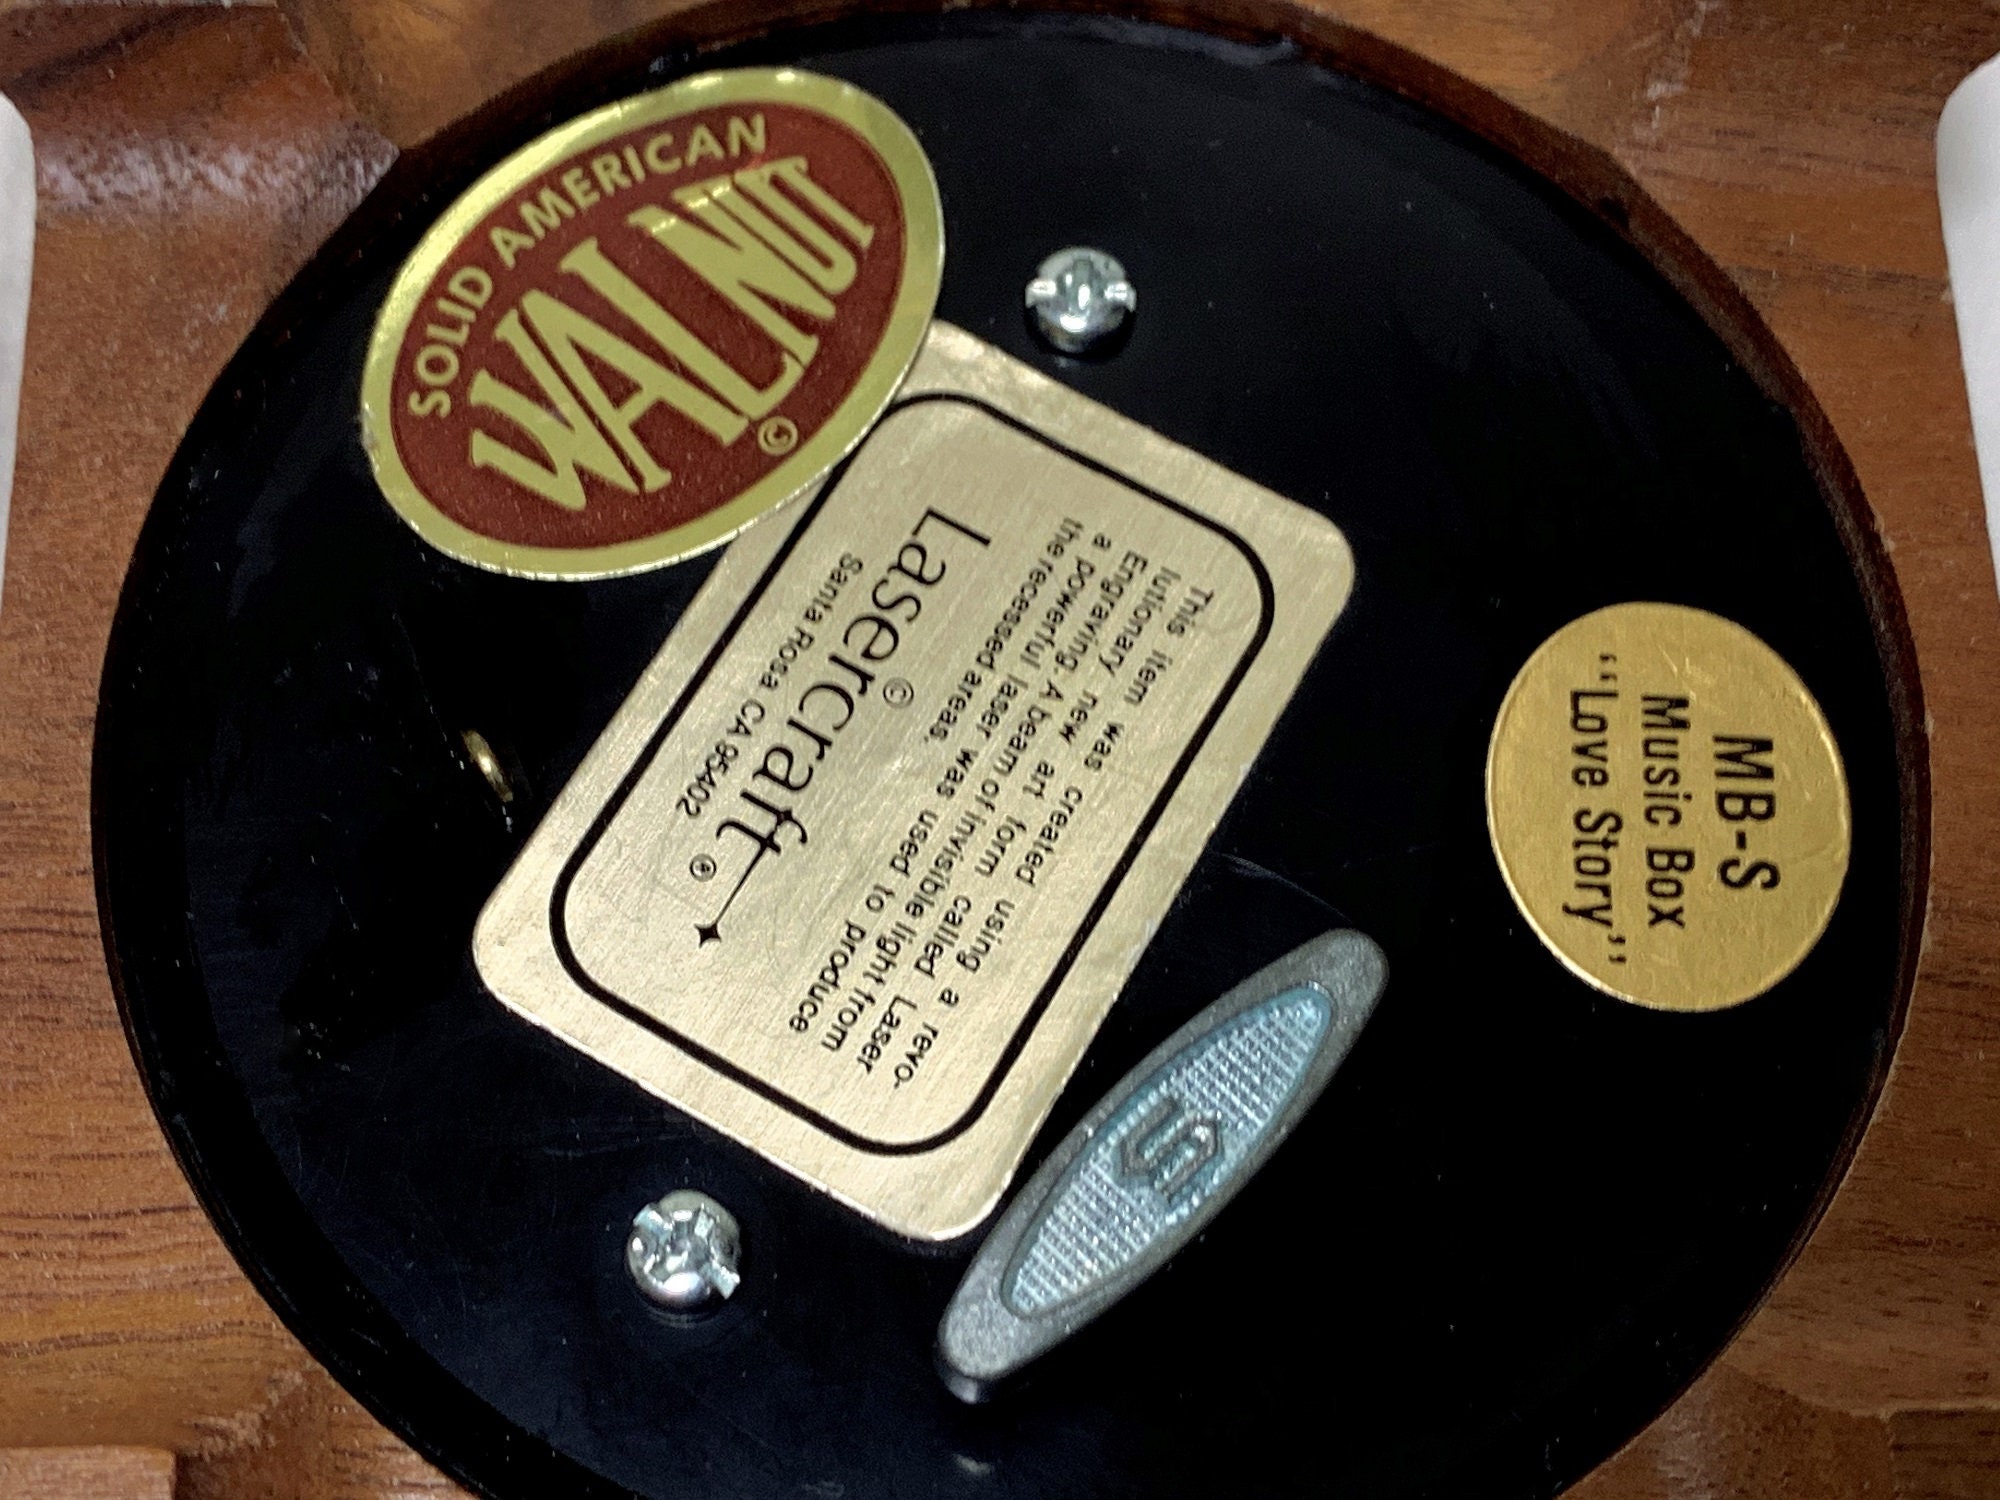 SOLID AMERICAN
WALNUT
©
This item was created using a revo-
lutionary new art form called Laser
Engraving. A beam of invisible light from
a powerful laser was used to produce
the recessed areas.
©
Lasercraft®
Santa Rosa CA 95402
MB-S
Music Box
“Love Story”
S